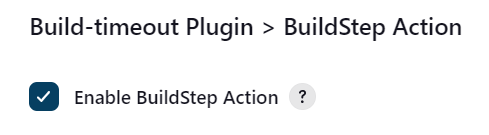 Build-timeout Plugin > BuildStep Action
Enable BuildStep Action ?